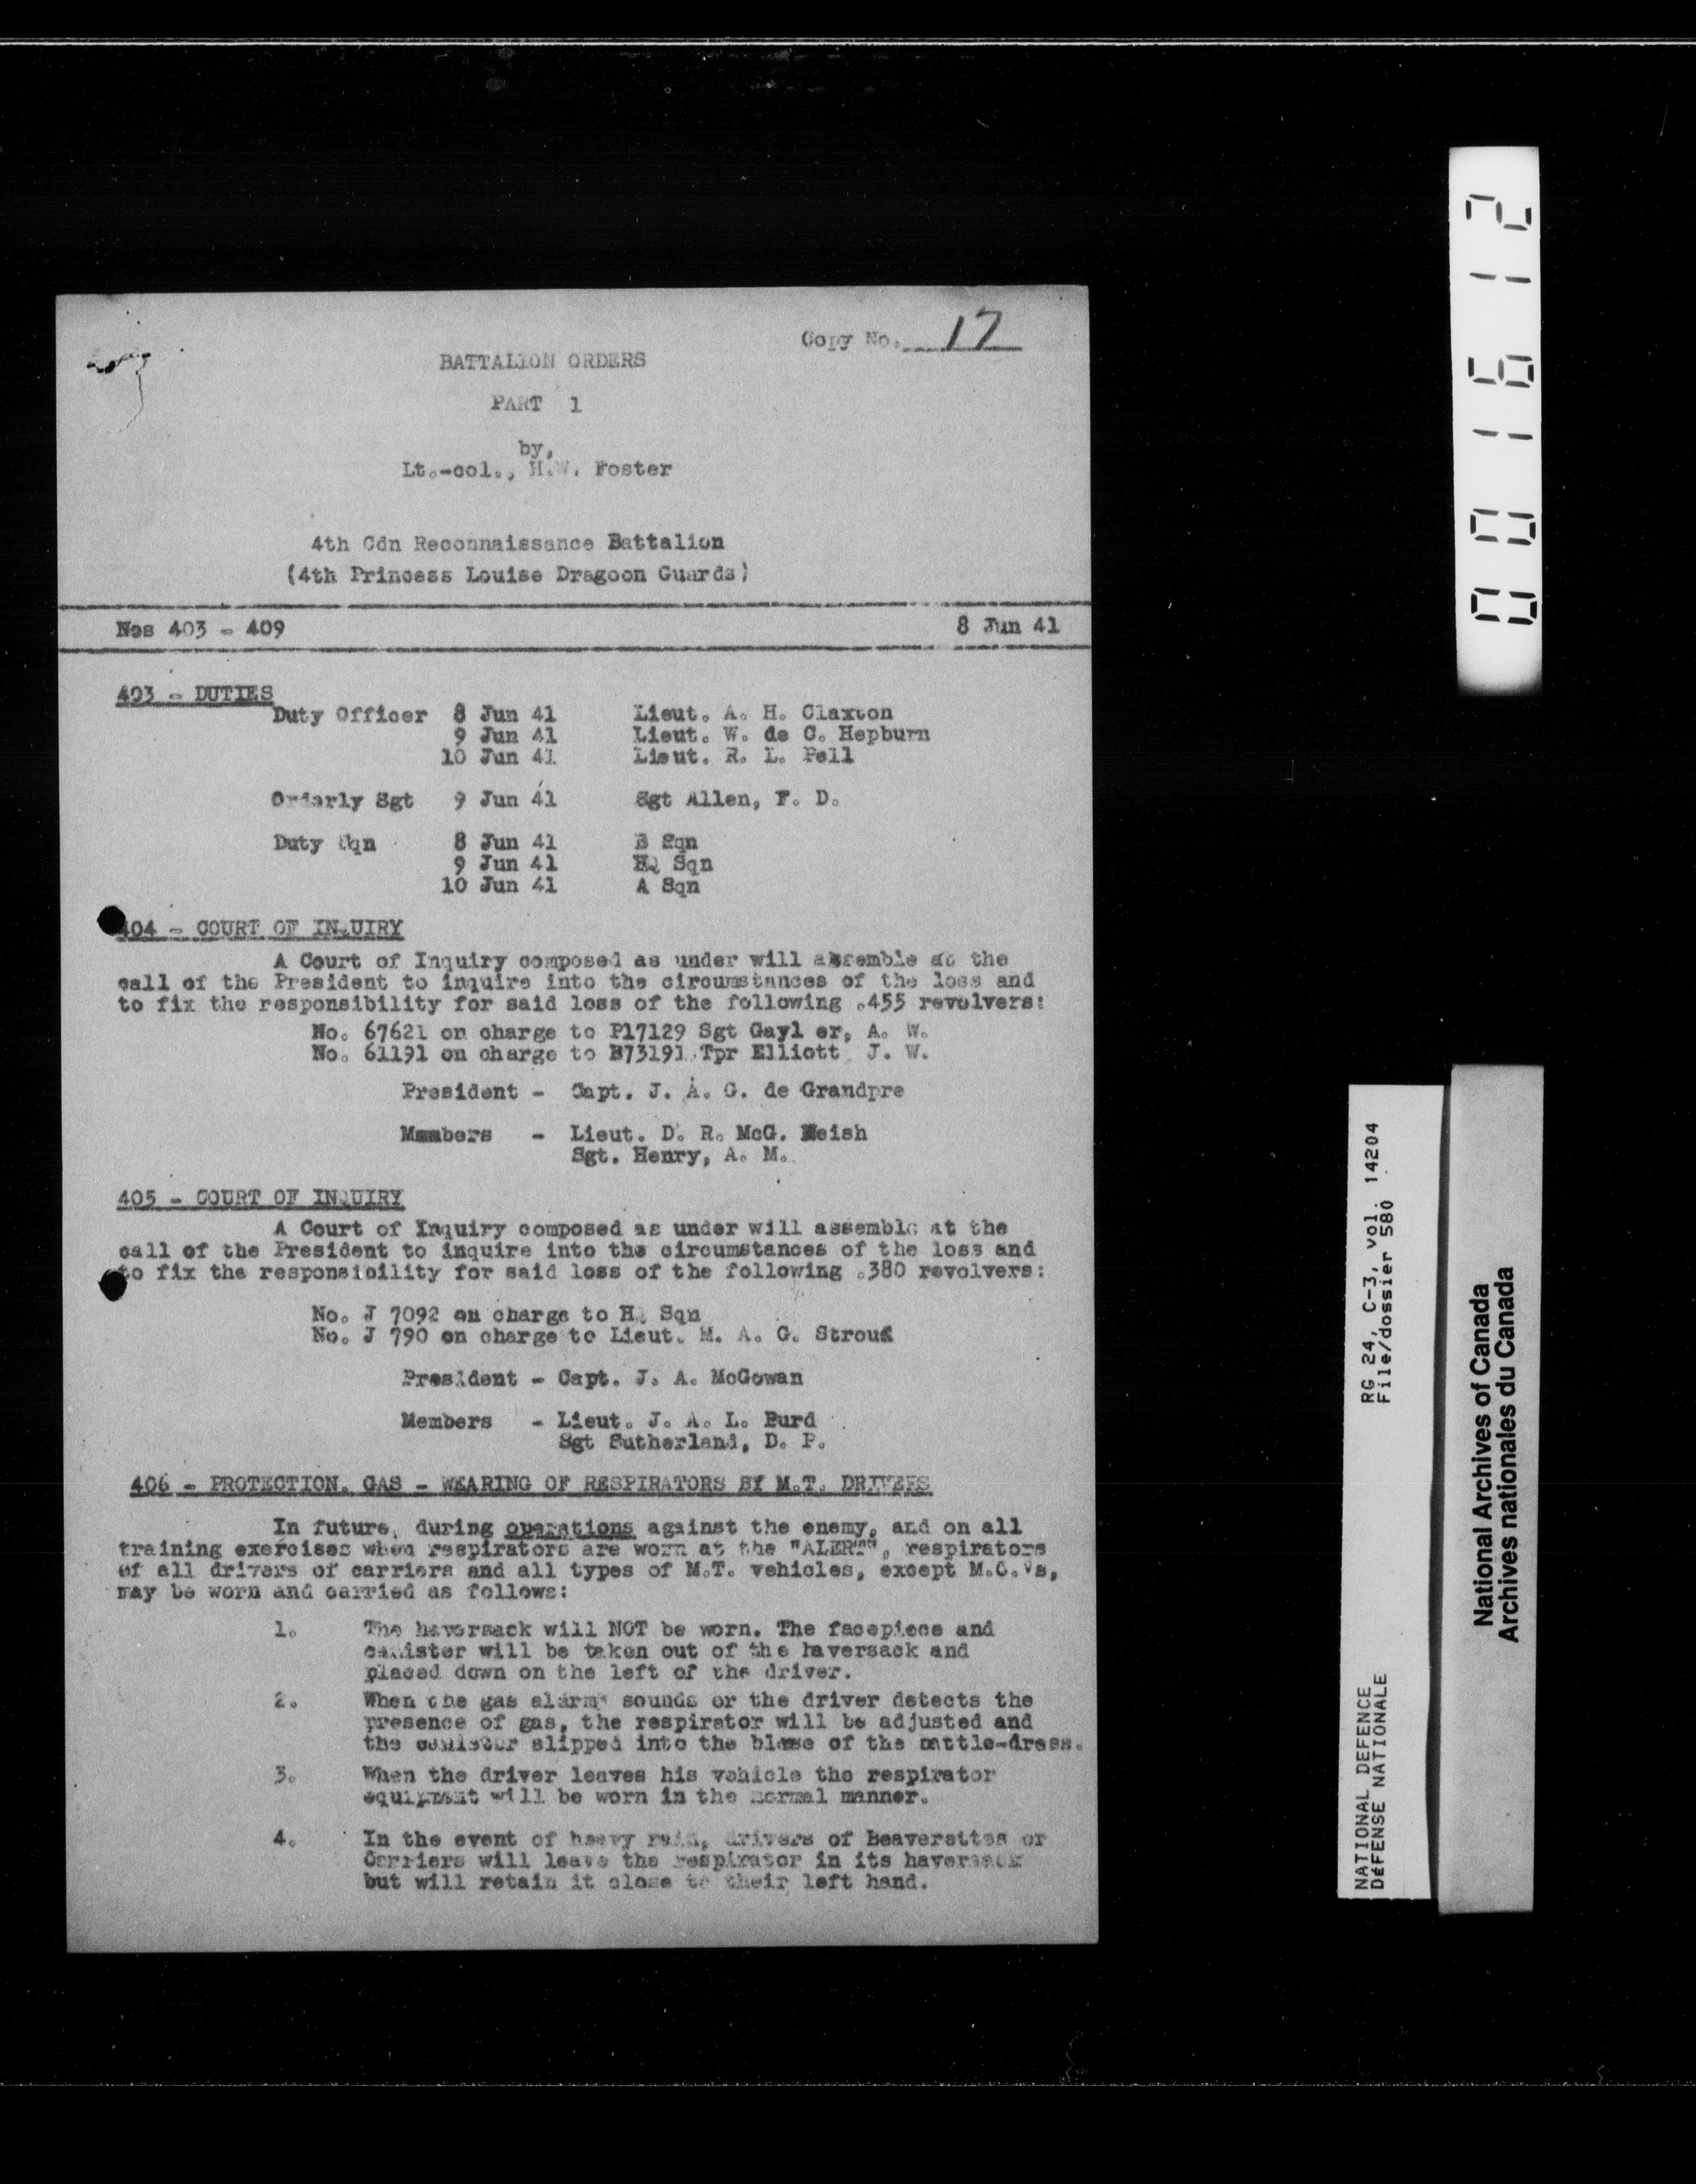 Copy No. 17
BATTALION ORDERS
PART 1
by,
Lt.-col., H.W. Foster
4th Cdn Reconnaissance Battalion
(4th Princess Louise Dragoon Guards)
Nos 403 - 409 8 Jun 41
403 - DUTIES
Duty Officer 8 Jun 41 Lieut. A. H. Claxton
9 Jun 41 Lieut. W. de C. Hepburn
10 Jun 41 Lieut. R. L. Pell
Orderly Sgt 9 Jun 41 Sgt Allen, F. D.
Duty Sqn 8 Jun 41 B Sqn
9 Jun 41 HQ Sqn
10 Jun 41 A Sqn
404 - COURT OF INQUIRY
A Court of Inquiry composed as under will assemble at the
call of the President to inquire into the circumstances of the loss and
to fix the responsibility for said loss of the following .455 revolvers:
No. 67621 on charge to P17129 Sgt Gayl er, A. W.
No. 61191 on charge to B73191 Tpr Elliott J. W.
President - Capt. J. A. G. de Grandpre
Members - Lieut. D. R. McG. Meish
Sgt. Henry, A. M.
405 - COURT OF INQUIRY
A Court of Inquiry composed as under will assemble at the
call of the President to inquire into the circumstances of the loss and
to fix the responsibility for said loss of the following .380 revolvers:
No. J 7092 on charge to HQ Sqn
No. J 790 on charge to Lieut. M. A. G. Stroud
President - Capt. J. A. McGowan
Members - Lieut. J. A. L. Burd
Sgt Sutherland, D. P.
406 - PROTECTION, GAS - WEARING OF RESPIRATORS BY M.T. DRIVERS
In future, during operations against the enemy, and on all
training exercises when respirators are worn at the "ALERT", respirators
of all drivers of carriers and all types of M.T. vehicles, except M.C.Vs,
may be worn and carried as follows:
1. The haversack will NOT be worn. The facepiece and
canister will be taken out of the haversack and
placed down on the left of the driver.
2. When the gas alarm sounds or the driver detects the
presence of gas, the respirator will be adjusted and
the canister slipped into the blouse of the battle-dress.
3. When the driver leaves his vehicle the respirator
equipment will be worn in the normal manner.
4. In the event of heavy rain, drivers of Beaverettes or
Carriers will leave the respirator in its haversack
but will retain it close to their left hand.
001612
RG 24, C-3, vol. 14204
File/dossier 580
NATIONAL DEFENCE
DéFENSE NATIONALE
National Archives of Canada
Archives nationales du Canada